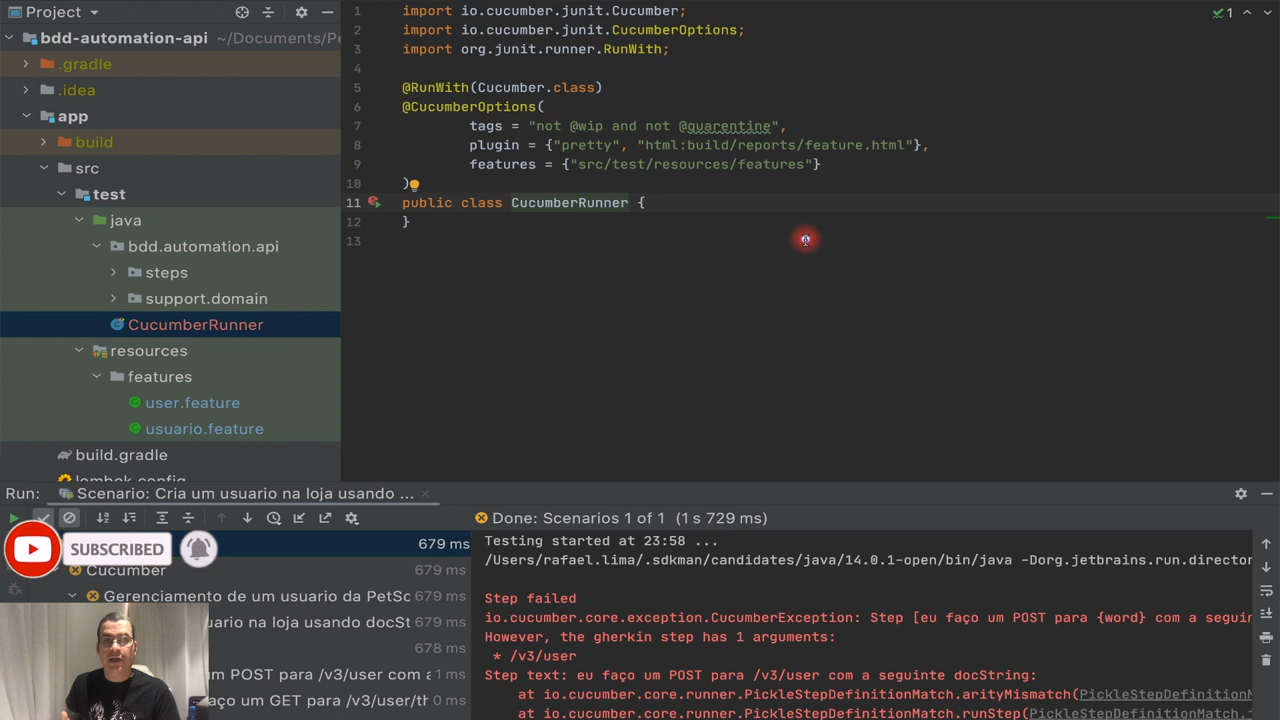 Project
bdd-automation-api ~/Documents/Pe
.gradle
.idea
app
build
src
test
java
bdd.automation.api
steps
support.domain
CucumberRunner
resources
features
user.feature
usuario.feature
build.gradle
lombok.config
1 import io.cucumber.junit.Cucumber;
2 import io.cucumber.junit.CucumberOptions;
3 import org.junit.runner.RunWith;
4
5 @RunWith(Cucumber.class)
6 @CucumberOptions(
7 tags = "not @wip and not @quarentine",
8 plugin = {"pretty", "html:build/reports/feature.html"},
9 features = {"src/test/resources/features"}
10 )
11 public class CucumberRunner {
12 }
13
1
Run: Scenario: Cria um usuario na loja usando ...
Done: Scenarios 1 of 1 (1 s 729 ms)
SUBSCRIBED
679 ms
Cucumber 679 ms
Gerenciamento de um usuario da PetSc 679 ms
uario na loja usando docSt 679 ms
678 ms
um POST para /v3/user com a 1 ms
aço um GET para /v3/user/th 0 ms
Testing started at 23:58 ...
/Users/rafael.lima/.sdkman/candidates/java/14.0.1-open/bin/java -Dorg.jetbrains.run.director
Step failed
io.cucumber.core.exception.CucumberException: Step [eu faço um POST para {word} com a seguin
However, the gherkin step has 1 arguments:
* /v3/user
Step text: eu faço um POST para /v3/user com a seguinte docString:
at io.cucumber.core.runner.PickleStepDefinitionMatch.arityMismatch(PickleStepDefinitionM
at io.cucumber.core.runner.PickleStepDefinitionMatch.runStep(PickleStepDefinitionMatch.